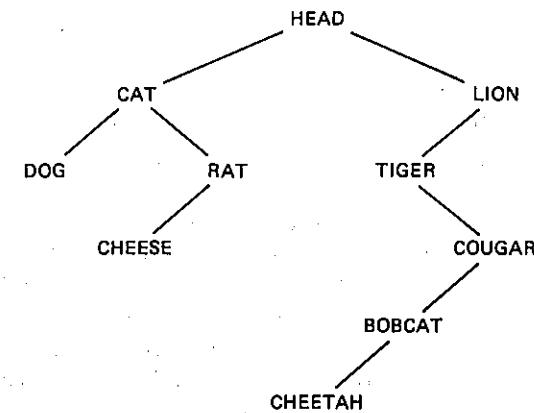 HEAD
CAT LION
DOG RAT TIGER
CHEESE COUGAR
BOBCAT
CHEETAH